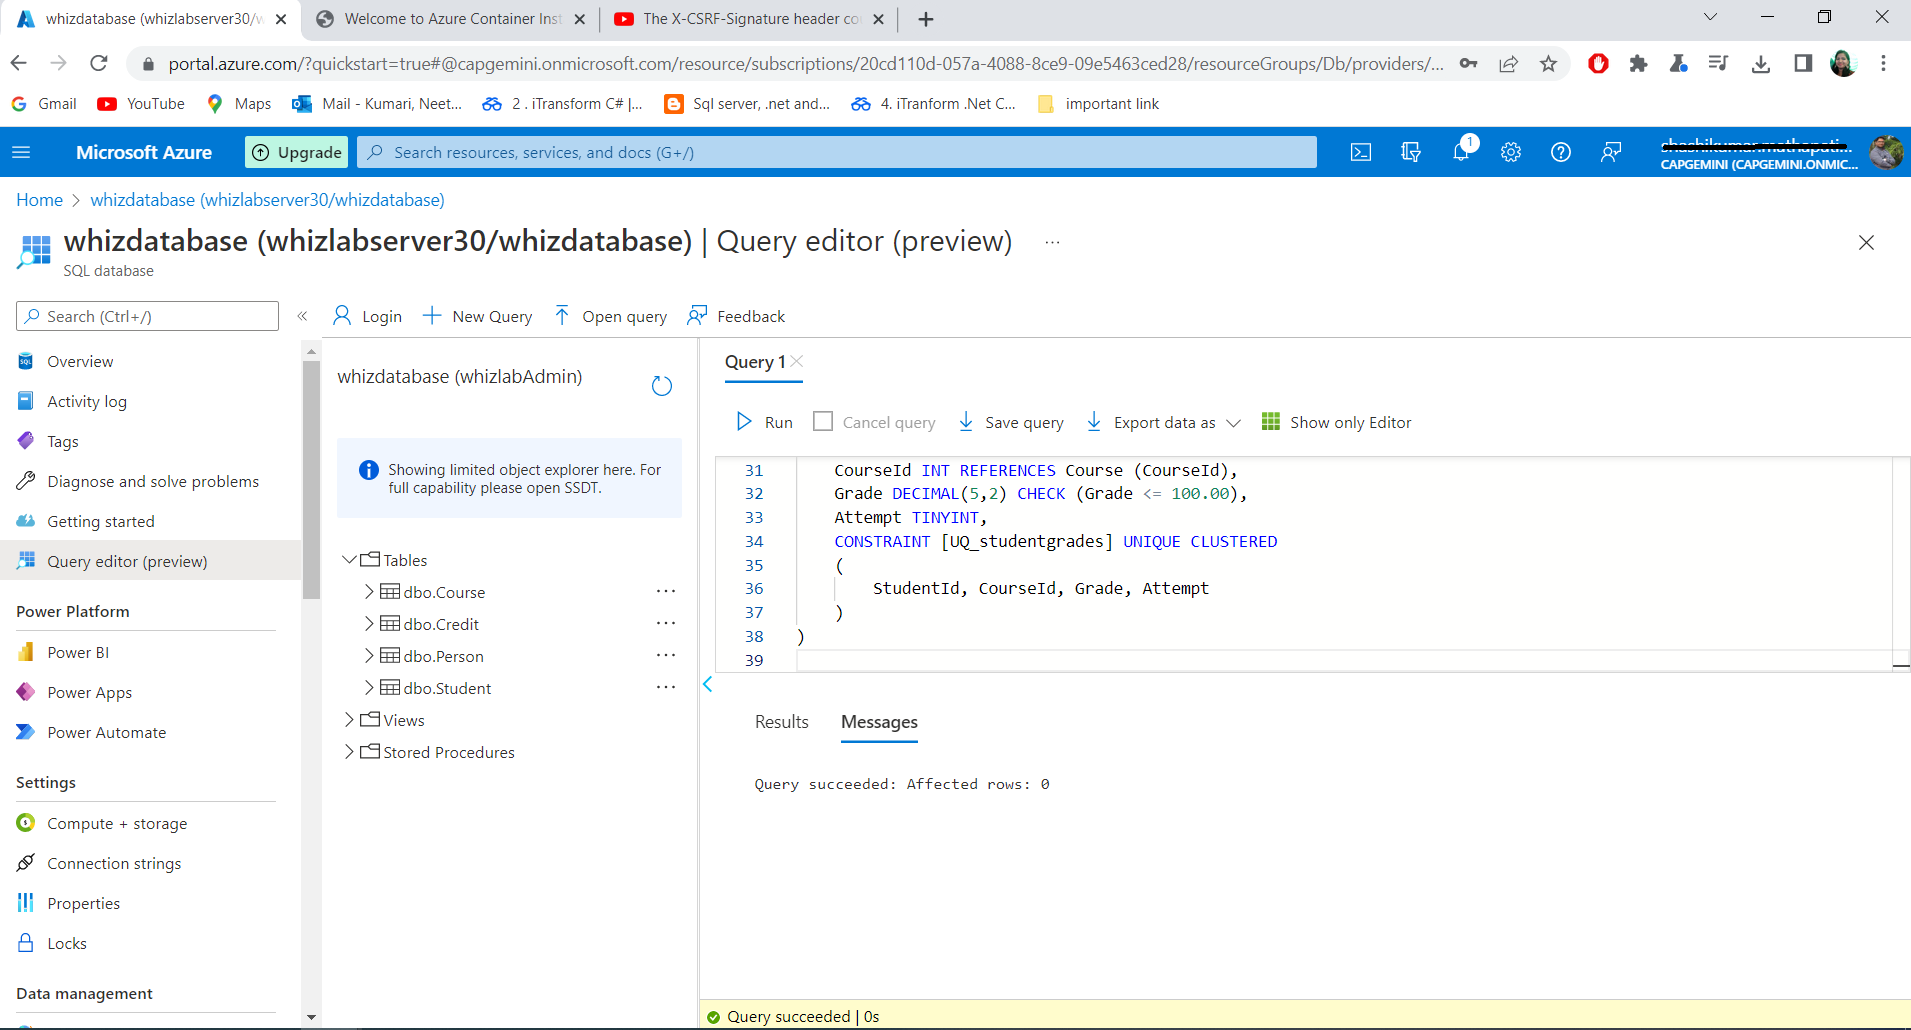 whizdatabase (whizlabserver30/w
Welcome to Azure Container Inst
The X-CSRF-Signature header co
portal.azure.com/?quickstart=true#@capgemini.onmicrosoft.com/resource/subscriptions/20cd110d-057a-4088-8ce9-09e5463ced28/resourceGroups/Db/providers/...
Gmail YouTube Maps Mail - Kumari, Neet... 2 . iTransform C# |... Sql server, .net and... 4. iTranform .Net C... important link
Microsoft Azure Upgrade Search resources, services, and docs (G+/) 1
CAPGEMINI (CAPGEMINI.ONMIC...
Home > whizdatabase (whizlabserver30/whizdatabase)
whizdatabase (whizlabserver30/whizdatabase) | Query editor (preview) ...
SQL database
Search (Ctrl+/) « Login New Query Open query Feedback
Overview
Activity log
Tags
Diagnose and solve problems
Getting started
Query editor (preview)
Power Platform
Power BI
Power Apps
Power Automate
Settings
Compute + storage
Connection strings
Properties
Locks
Data management
whizdatabase (whizlabAdmin)
Showing limited object explorer here. For
full capability please open SSDT.
Tables
dbo.Course ...
dbo.Credit ...
dbo.Person ...
dbo.Student ...
Views
Stored Procedures
Query 1
Run Cancel query Save query Export data as Show only Editor
31 CourseId INT REFERENCES Course (CourseId),
32 Grade DECIMAL(5,2) CHECK (Grade <= 100.00),
33 Attempt TINYINT,
34 CONSTRAINT [UQ_studentgrades] UNIQUE CLUSTERED
35 (
36 StudentId, CourseId, Grade, Attempt
37 )
38 )
39
Results Messages
Query succeeded: Affected rows: 0
Query succeeded | 0s